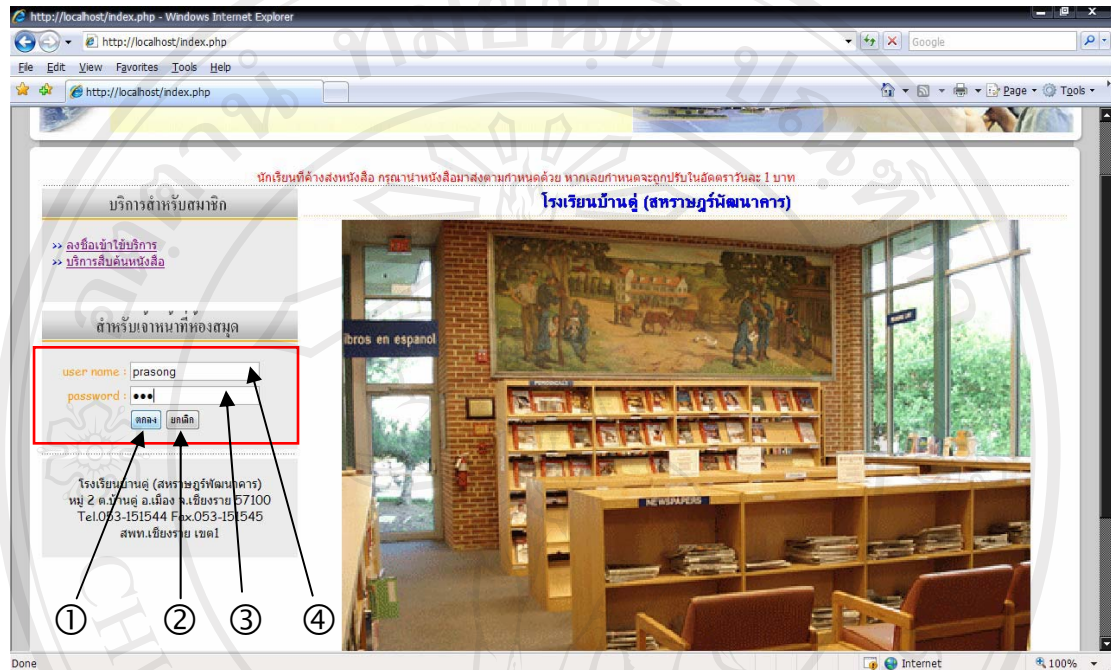 http://localhost/index.php - Windows Internet Explorer
http://localhost/index.php
Google
File Edit View Favorites Tools Help
http://localhost/index.php
Page Tools
นักเรียนที่ค้างส่งหนังสือ กรุณานำหนังสือมาส่งตามกำหนดด้วย หากเลยกำหนดจะถูกปรับในอัตราวันละ 1 บาท
บริการสำหรับสมาชิก
โรงเรียนบ้านดู่ (สหราษฎร์พัฒนาคาร)
>> ลงชื่อเข้าใช้บริการ
>> บริการสืบค้นหนังสือ
สำหรับเจ้าหน้าที่ห้องสมุด
libros en espanol
user name : prasong
password : •••
ตกลง ยกเลิก
PERIODICALS
NEWSPAPERS
โรงเรียนบ้านดู่ (สหราษฎร์พัฒนาคาร)
หมู่ 2 ต.บ้านดู่ อ.เมือง จ.เชียงราย 57100
Tel.053-151544 Fax.053-151545
สพท.เชียงราย เขต1
① ② ③ ④
Done
Internet
100%